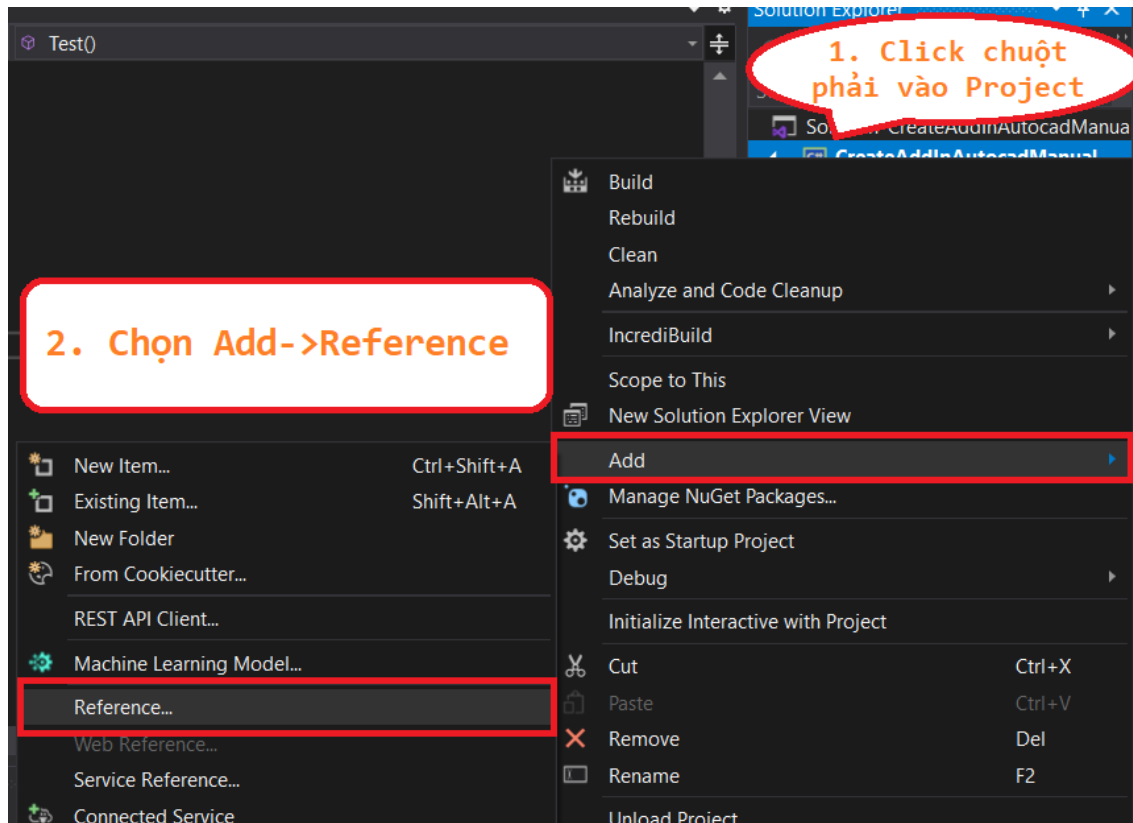 Solution Explorer
Test()
1. Click chuột
phải vào Project
CreateAddInAutocadManua
CreateAddInAutocadManual
Build
Rebuild
Clean
Analyze and Code Cleanup
2. Chọn Add->Reference
IncrediBuild
Scope to This
New Solution Explorer View
Add
Manage NuGet Packages...
Set as Startup Project
Debug
Initialize Interactive with Project
Cut Ctrl+X
Paste Ctrl+V
Remove Del
Rename F2
Unload Project
New Item... Ctrl+Shift+A
Existing Item... Shift+Alt+A
New Folder
From Cookiecutter...
REST API Client...
Machine Learning Model...
Reference...
Web Reference...
Service Reference...
Connected Service